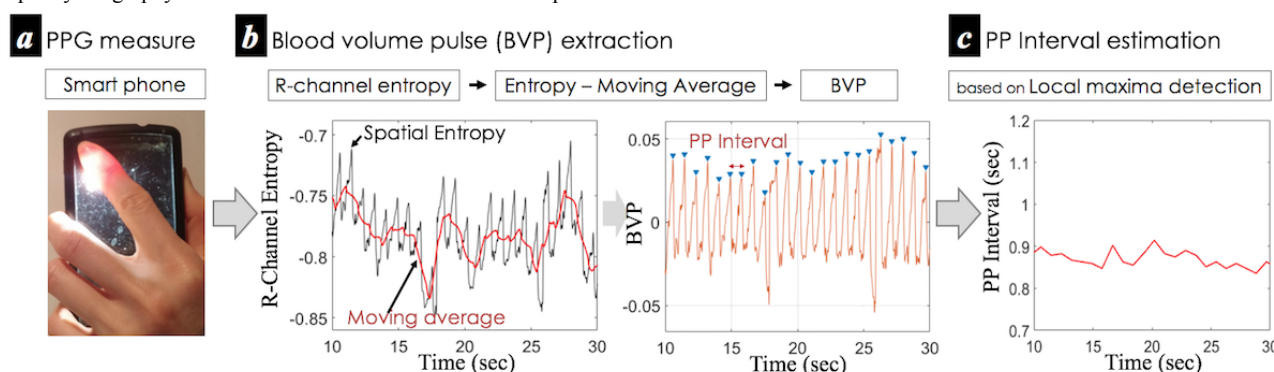 a PPG measure
Smart phone
b Blood volume pulse (BVP) extraction
R-channel entropy
Entropy – Moving Average
BVP
R-Channel Entropy
-0.7
-0.75
-0.8
-0.85
Spatial Entropy
Moving average
10 15 20 25 30
Time (sec)
BVP
0.05
0
-0.05
PP Interval
10 15 20 25 30
Time (sec)
c PP Interval estimation
based on Local maxima detection
PP Interval (sec)
1.2
1.1
1
0.9
0.8
0.7
10 15 20 25 30
Time (sec)